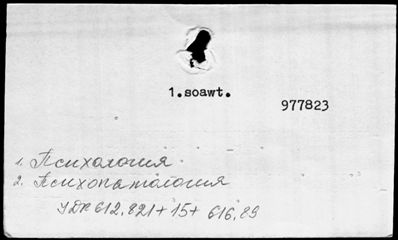 1.soawt.
977823
1. Психология.
2. Психопатология
УДК 612.821+15+616.89